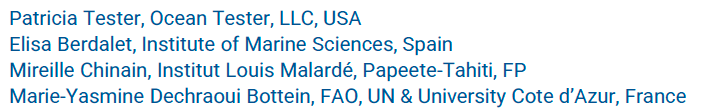 Patricia Tester, Ocean Tester, LLC, USA
Elisa Berdalet, Institute of Marine Sciences, Spain
Mireille Chinain, Institut Louis Malardé, Papeete-Tahiti, FP
Marie-Yasmine Dechraoui Bottein, FAO, UN & University Cote d’Azur, France